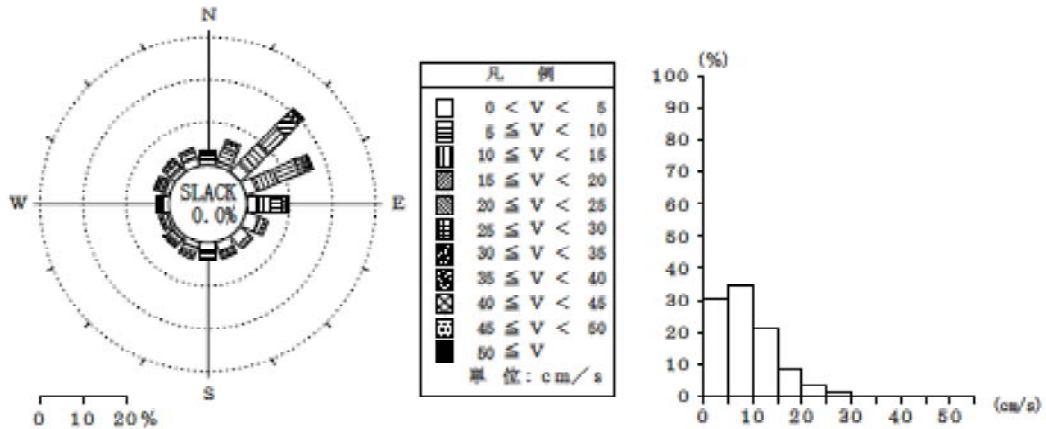 N
W
E
S
SLACK
0.0%
0 10 20%
凡 例
0 < V < 5
5 ≦ V < 10
10 ≦ V < 15
15 ≦ V < 20
20 ≦ V < 25
25 ≦ V < 30
30 ≦ V < 35
35 ≦ V < 40
40 ≦ V < 45
45 ≦ V < 50
50 ≦ V
単 位: cm/s
(%)
100
90
80
70
60
50
40
30
20
10
0
0 10 20 30 40 50
(cm/s)